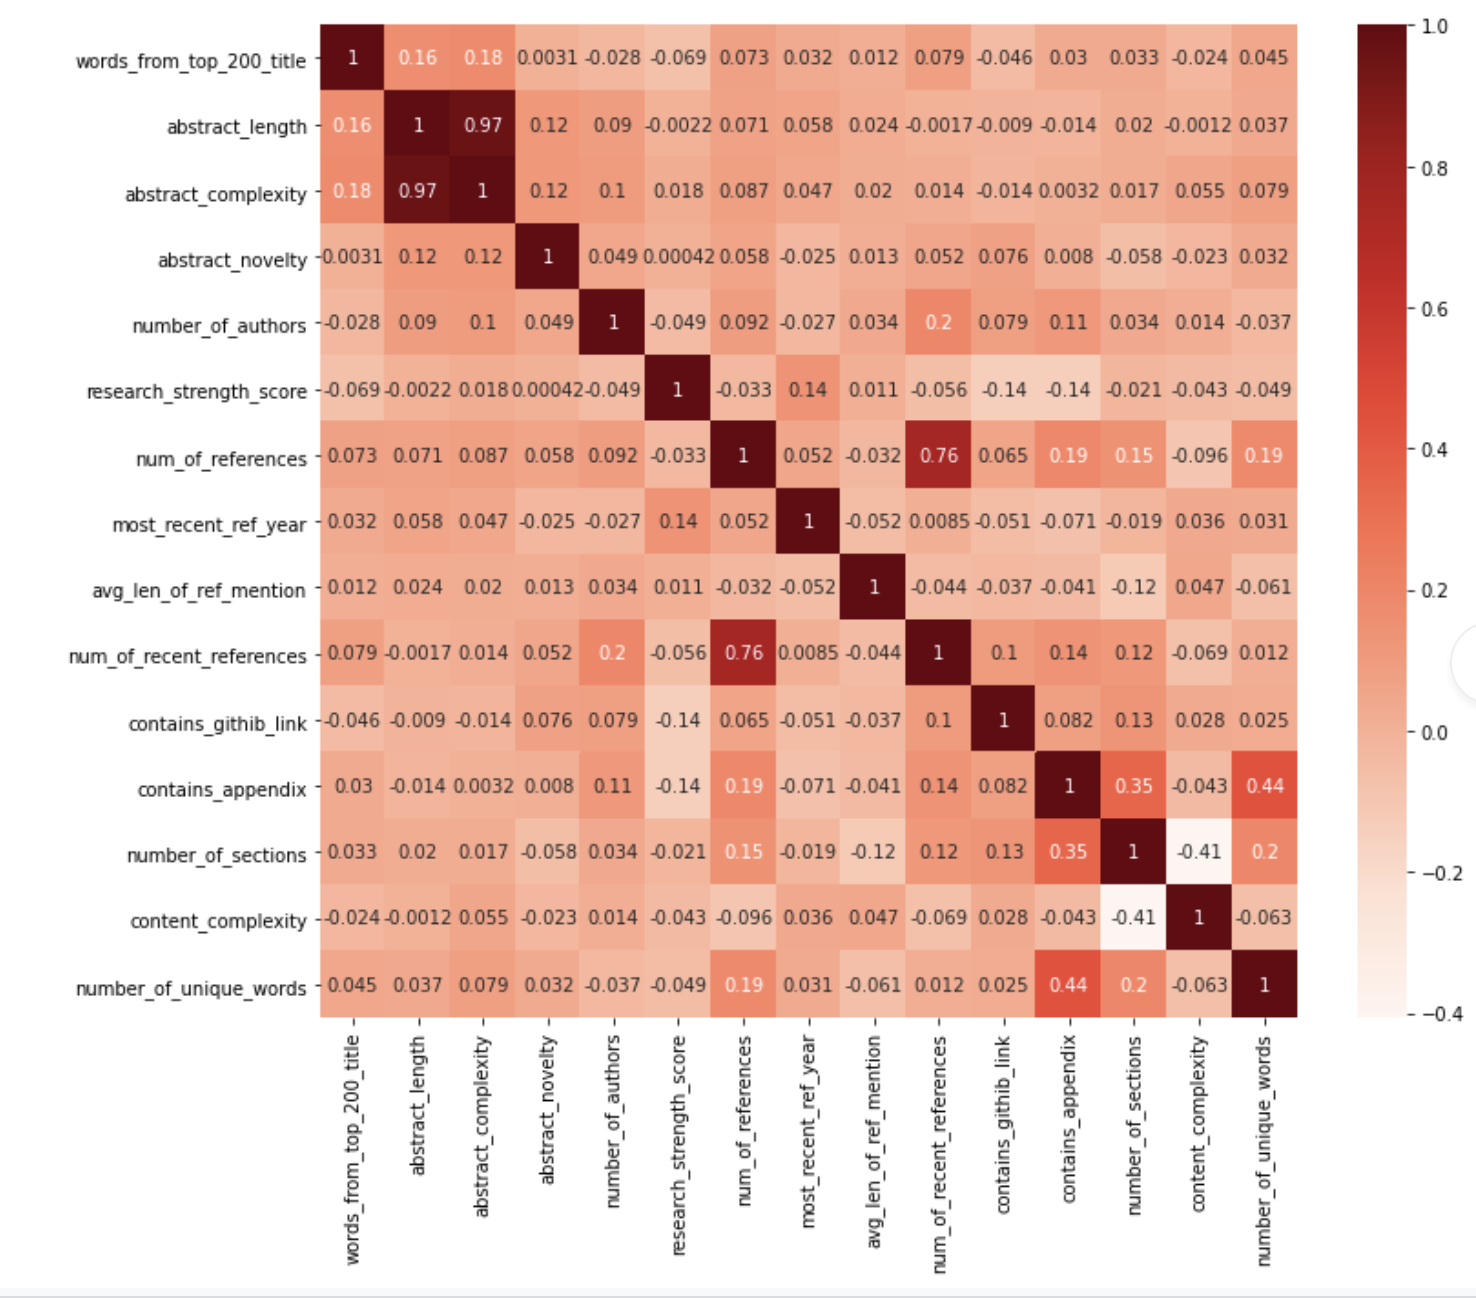 words_from_top_200_title 1 0.16 0.18 0.0031 -0.028 -0.069 0.073 0.032 0.012 0.079 -0.046 0.03 0.033 -0.024 0.045
abstract_length 0.16 1 0.97 0.12 0.09 -0.0022 0.071 0.058 0.024 -0.0017 -0.009 -0.014 0.02 -0.0012 0.037
abstract_complexity 0.18 0.97 1 0.12 0.1 0.018 0.087 0.047 0.02 0.014 -0.014 0.0032 0.017 0.055 0.079
abstract_novelty 0.0031 0.12 0.12 1 0.049 0.00042 0.058 -0.025 0.013 0.052 0.076 0.008 -0.058 -0.023 0.032
number_of_authors -0.028 0.09 0.1 0.049 1 -0.049 0.092 -0.027 0.034 0.2 0.079 0.11 0.034 0.014 -0.037
research_strength_score -0.069 -0.0022 0.018 0.00042 -0.049 1 -0.033 0.14 0.011 -0.056 -0.14 -0.14 -0.021 -0.043 -0.049
num_of_references 0.073 0.071 0.087 0.058 0.092 -0.033 1 0.052 -0.032 0.76 0.065 0.19 0.15 -0.096 0.19
most_recent_ref_year 0.032 0.058 0.047 -0.025 -0.027 0.14 0.052 1 -0.052 0.0085 -0.051 -0.071 -0.019 0.036 0.031
avg_len_of_ref_mention 0.012 0.024 0.02 0.013 0.034 0.011 -0.032 -0.052 1 -0.044 -0.037 -0.041 -0.12 0.047 -0.061
num_of_recent_references 0.079 -0.0017 0.014 0.052 0.2 -0.056 0.76 0.0085 -0.044 1 0.1 0.14 0.12 -0.069 0.012
contains_githib_link -0.046 -0.009 -0.014 0.076 0.079 -0.14 0.065 -0.051 -0.037 0.1 1 0.082 0.13 0.028 0.025
contains_appendix 0.03 -0.014 0.0032 0.008 0.11 -0.14 0.19 -0.071 -0.041 0.14 0.082 1 0.35 -0.043 0.44
number_of_sections 0.033 0.02 0.017 -0.058 0.034 -0.021 0.15 -0.019 -0.12 0.12 0.13 0.35 1 -0.41 0.2
content_complexity -0.024 -0.0012 0.055 -0.023 0.014 -0.043 -0.096 0.036 0.047 -0.069 0.028 -0.043 -0.41 1 -0.063
number_of_unique_words 0.045 0.037 0.079 0.032 -0.037 -0.049 0.19 0.031 -0.061 0.012 0.025 0.44 0.2 -0.063 1
words_from_top_200_title
abstract_length
abstract_complexity
abstract_novelty
number_of_authors
research_strength_score
num_of_references
most_recent_ref_year
avg_len_of_ref_mention
num_of_recent_references
contains_githib_link
contains_appendix
number_of_sections
content_complexity
number_of_unique_words
1.0
0.8
0.6
0.4
0.2
0.0
−0.2
−0.4